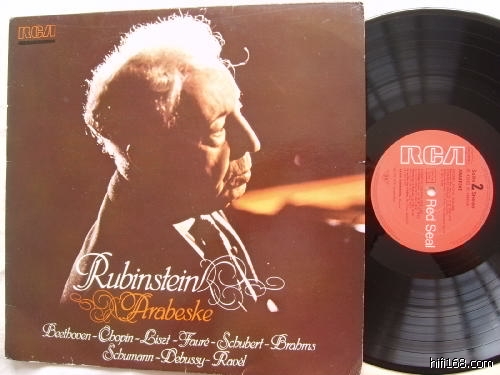 RCA
Rubinstein
Arabeske
Beethoven - Chopin - Liszt - Fauré - Schubert - Brahms
Schumann - Debussy - Ravel
RCA
Side 2 Stereo
Red Seal
hifi168.com